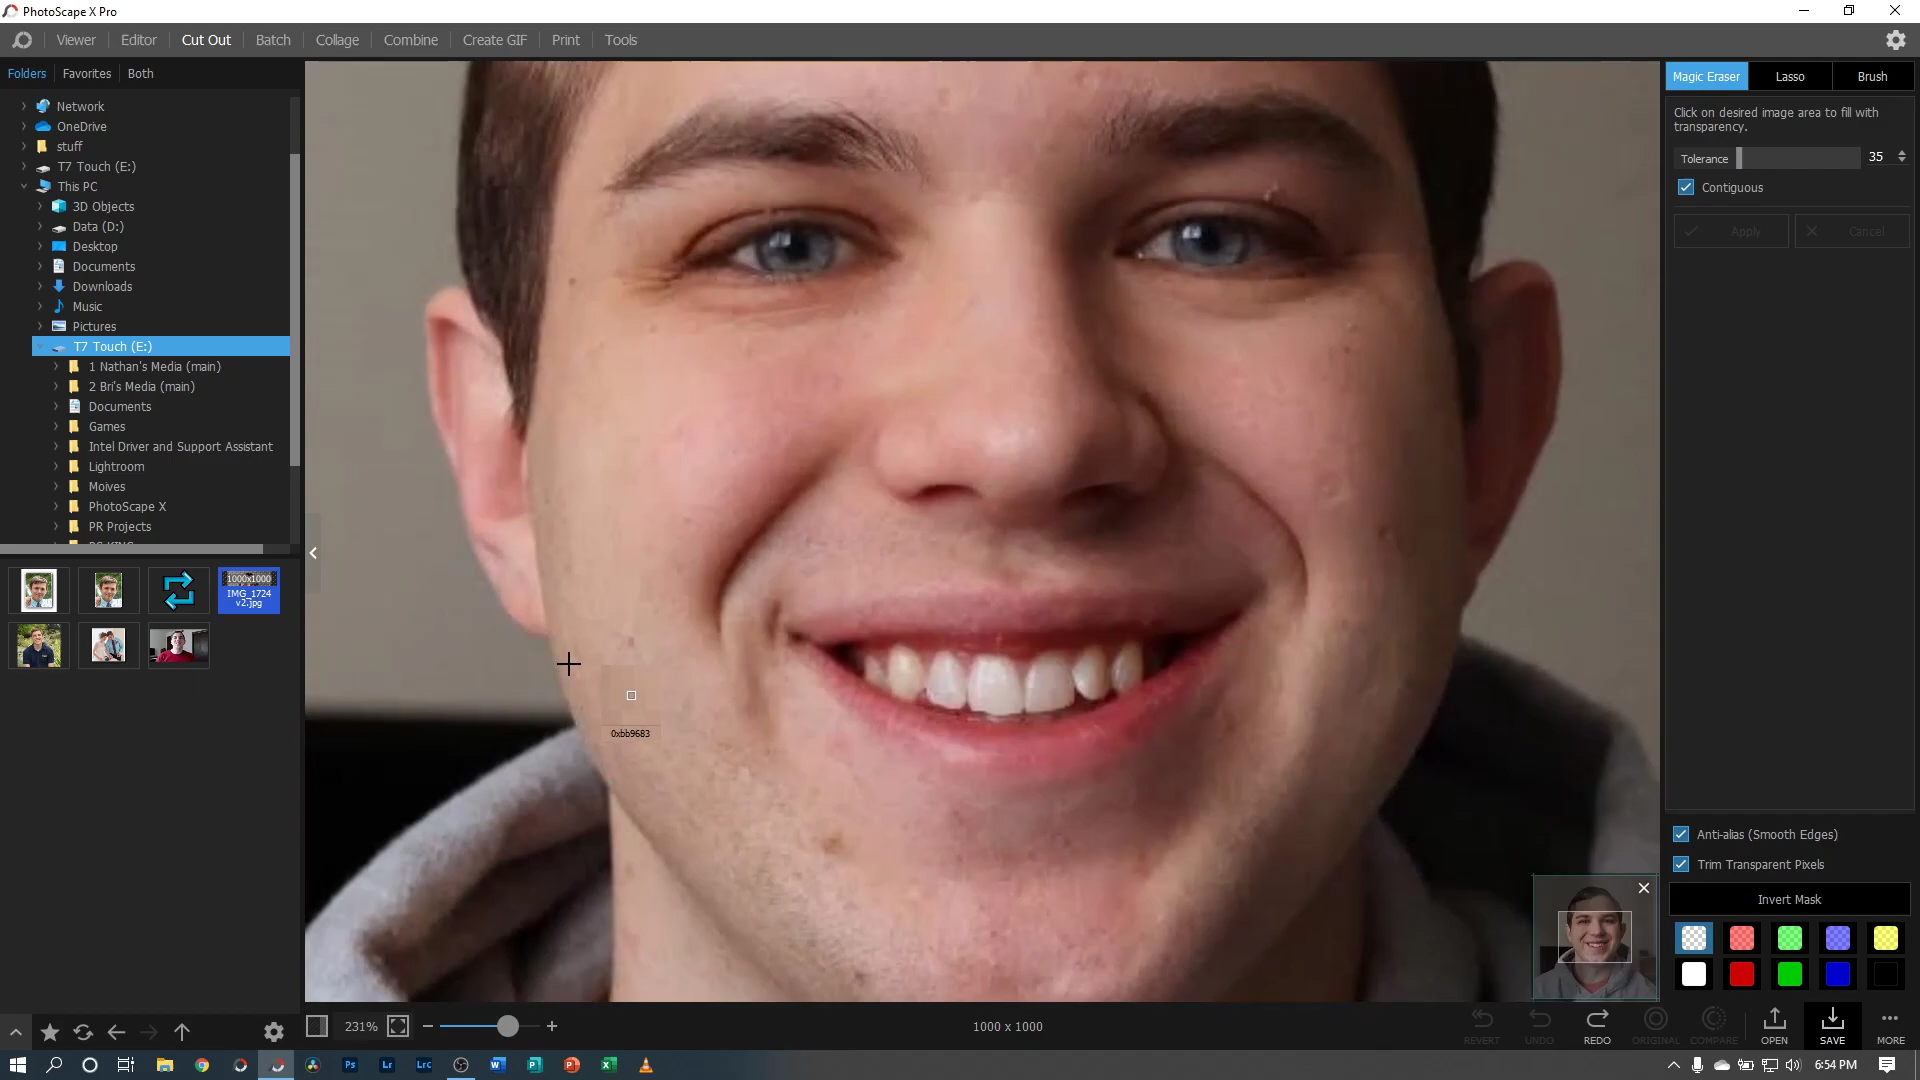 PhotoScape X Pro
Viewer Editor Cut Out Batch Collage Combine Create GIF Print Tools
Folders Favorites Both
Network
OneDrive
stuff
T7 Touch (E:)
This PC
3D Objects
Data (D:)
Desktop
Documents
Downloads
Music
Pictures
T7 Touch (E:)
1 Nathan's Media (main)
2 Bri's Media (main)
Documents
Games
Intel Driver and Support Assistant
Lightroom
Moives
PhotoScape X
PR Projects
1000x1000
IMG_1724
v2.jpg
0xbb9683
Magic Eraser Lasso Brush
Click on desired image area to fill with
transparency.
Tolerance 35
Contiguous
Apply Cancel
Anti-alias (Smooth Edges)
Trim Transparent Pixels
Invert Mask
231%
1000 x 1000
REVERT UNDO REDO ORIGINAL COMPARE OPEN SAVE MORE
Ps Lr Lrc
6:54 PM